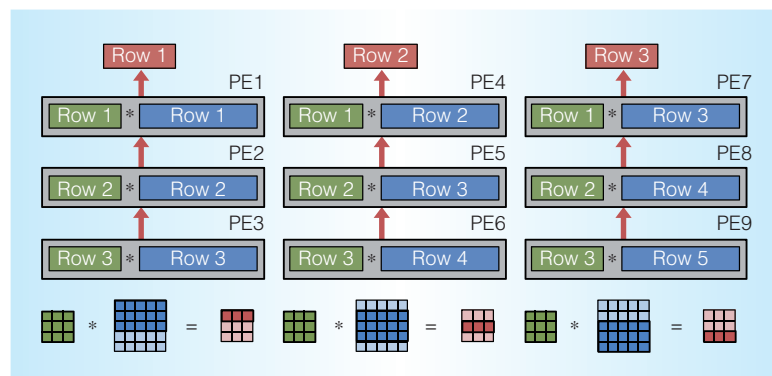 Row 1 Row 2 Row 3
PE1 PE4 PE7
Row 1 * Row 1 Row 1 * Row 2 Row 1 * Row 3
PE2 PE5 PE8
Row 2 * Row 2 Row 2 * Row 3 Row 2 * Row 4
PE3 PE6 PE9
Row 3 * Row 3 Row 3 * Row 4 Row 3 * Row 5
* = * = * =